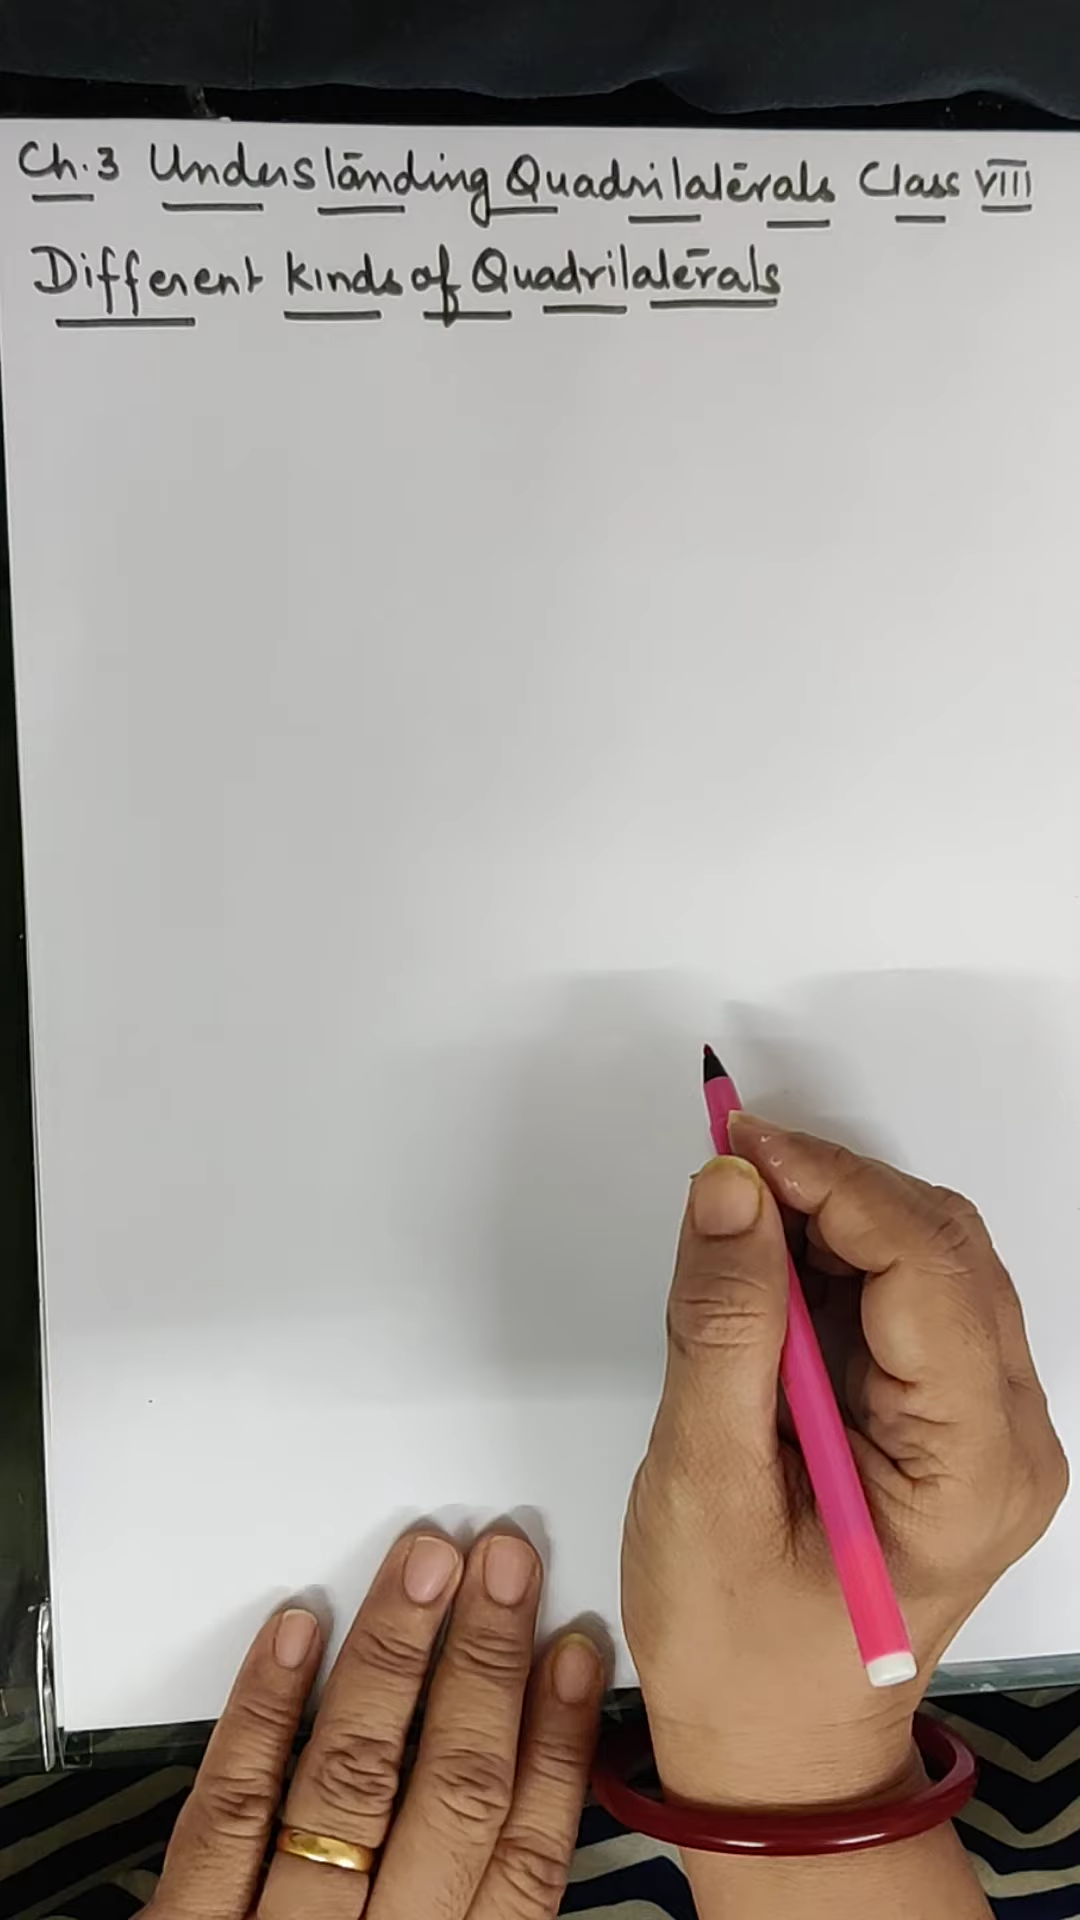 Ch.3 Understanding Quadrilaterals Class VIII
Different kinds of Quadrilaterals